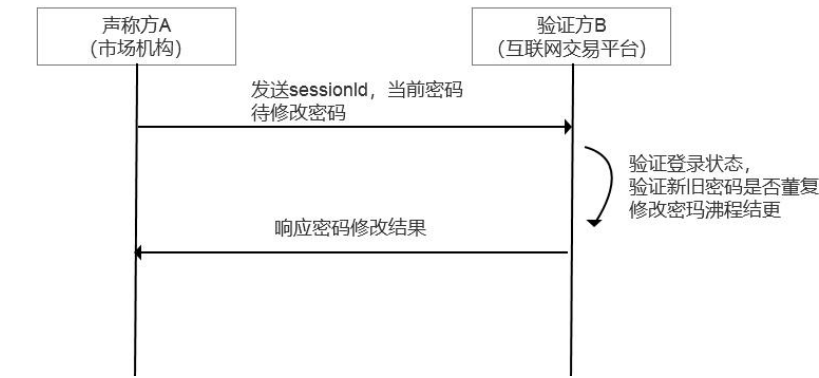 声称方A
(市场机构)
验证方B
(互联网交易平台)
发送sessionId，当前密码
待修改密码
验证登录状态，
验证新旧密码是否董复
修改密玛沸程结更
响应密码修改结果